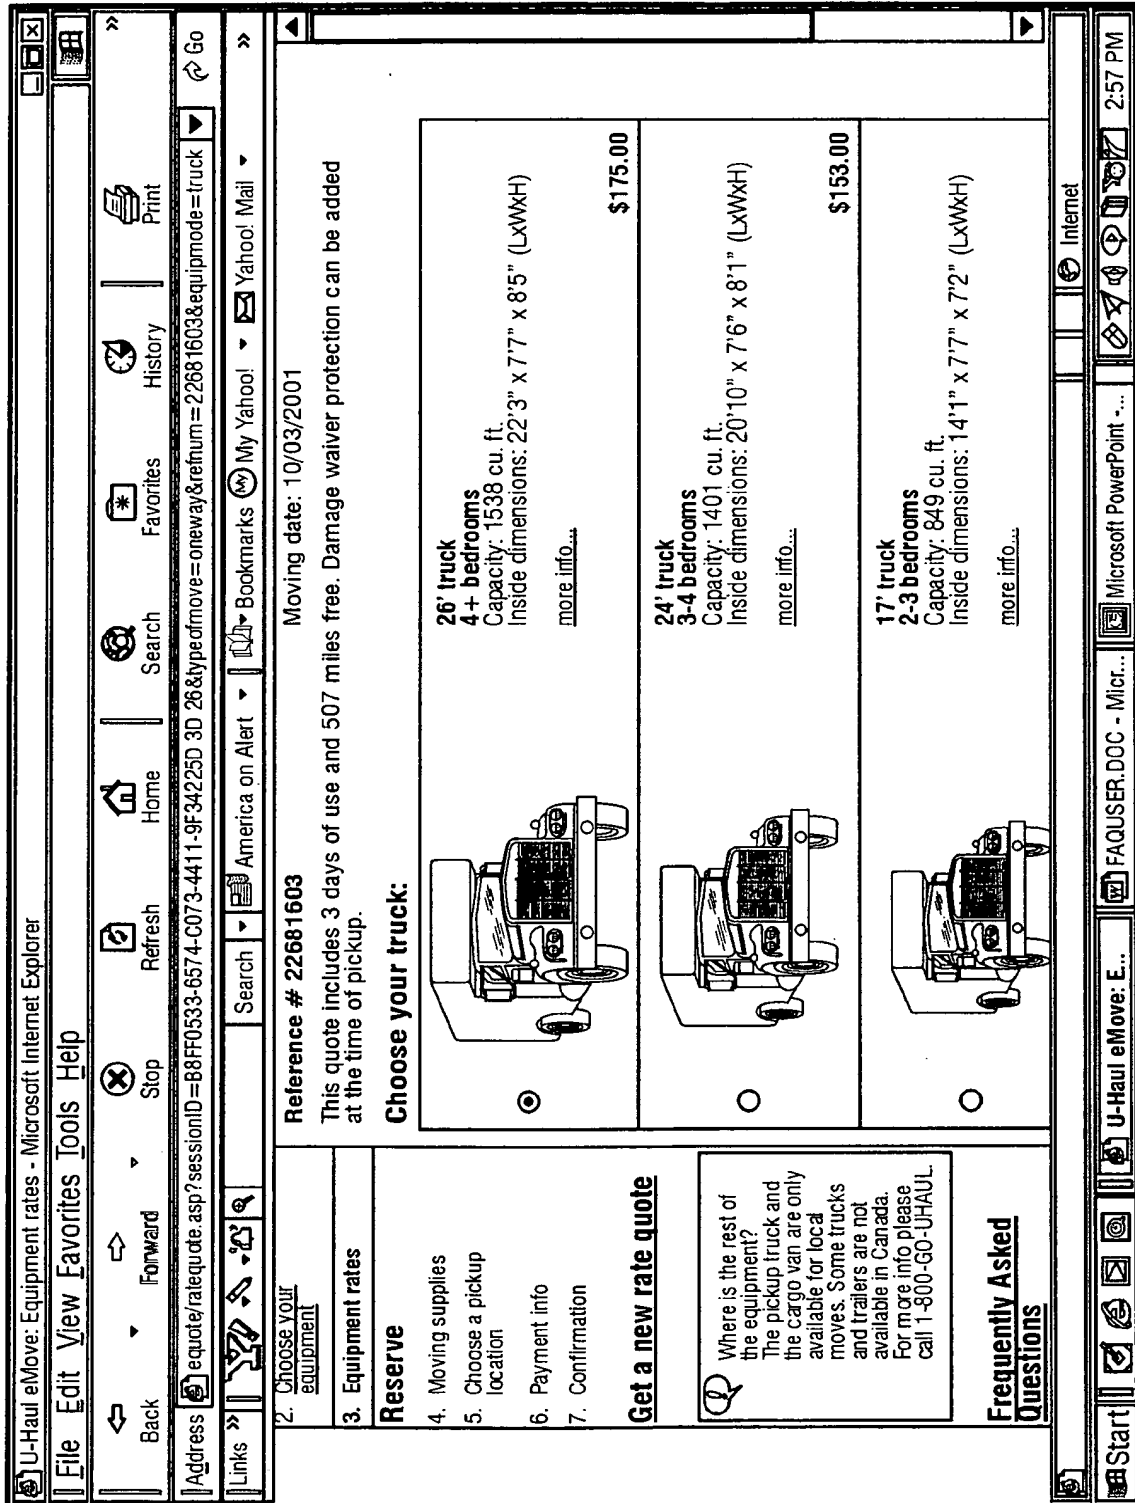 U-Haul eMove: Equipment rates - Microsoft Internet Explorer
File Edit View Favorites Tools Help
Back Forward Stop Refresh Home Search Favorites History Print »
Address equote/ratequote.asp?sessionID=B8FF0533-6574-C073-4411-9F34225D 3D 26&typeofmove=oneway&refnum=22681603&equipmode=truck Go
Links » Search America on Alert Bookmarks My My Yahoo! Yahoo! Mail »
2. Choose your
equipment
3. Equipment rates
Reserve
4. Moving supplies
5. Choose a pickup
location
6. Payment info
7. Confirmation
Get a new rate quote
Where is the rest of
the equipment?
The pickup truck and
the cargo van are only
available for local
moves. Some trucks
and trailers are not
available in Canada.
For more info please
call 1-800-GO-UHAUL.
Frequently Asked
Questions
Reference # 22681603 Moving date: 10/03/2001
This quote includes 3 days of use and 507 miles free. Damage waiver protection can be added
at the time of pickup.
Choose your truck:
26' truck
4+ bedrooms
Capacity: 1538 cu. ft.
Inside dimensions: 22'3" x 7'7" x 8'5" (LxWxH)
more info...
$175.00
24' truck
3-4 bedrooms
Capacity: 1401 cu. ft.
Inside dimensions: 20'10" x 7'6" x 8'1" (LxWxH)
more info...
$153.00
17' truck
2-3 bedrooms
Capacity: 849 cu. ft.
Inside dimensions: 14'1" x 7'7" x 7'2" (LxWxH)
more info...
Internet
Start U-Haul eMove: E... FAQUSER.DOC - Micr... Microsoft PowerPoint -... 2:57 PM